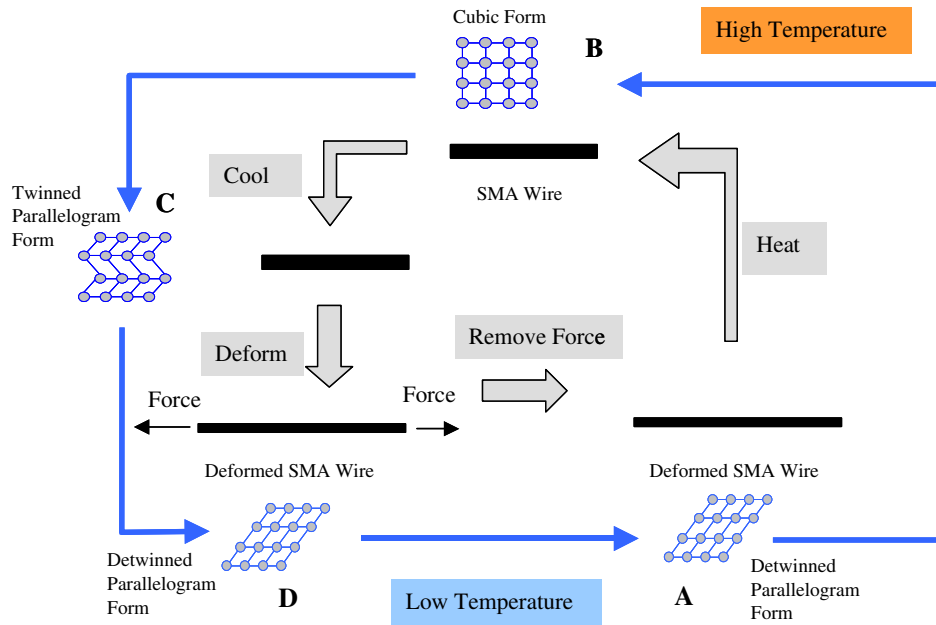 Cubic Form
B
High Temperature
Cool
SMA Wire
Twinned
Parallelogram
Form
C
Heat
Deform
Remove Force
Force
Force
Deformed SMA Wire
Deformed SMA Wire
Detwinned
Parallelogram
Form
D
Low Temperature
A
Detwinned
Parallelogram
Form